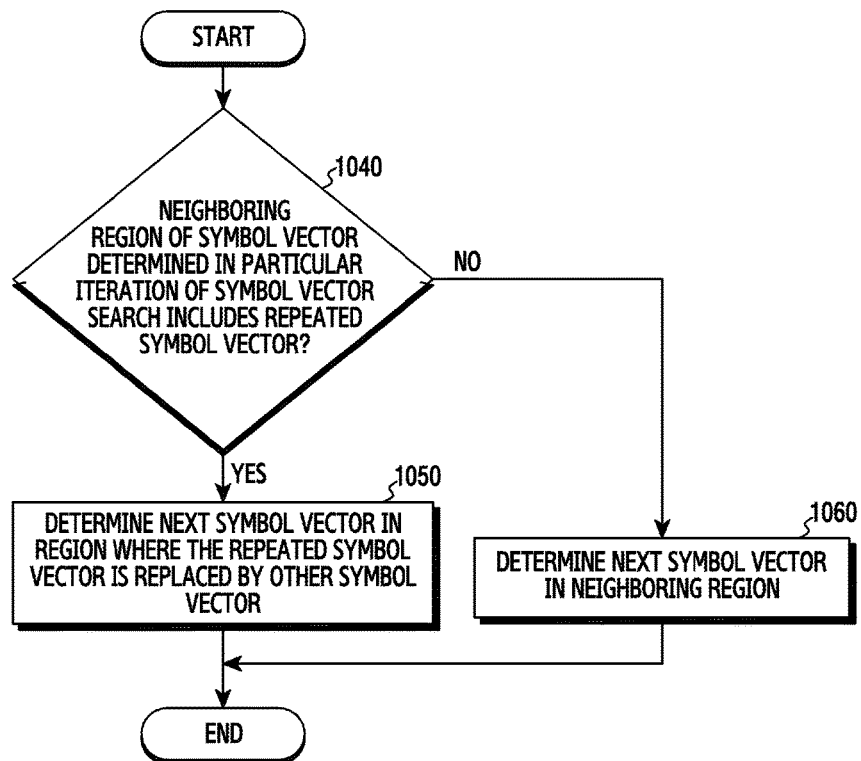 START
1040
NEIGHBORING
REGION OF SYMBOL VECTOR
DETERMINED IN PARTICULAR
ITERATION OF SYMBOL VECTOR
SEARCH INCLUDES REPEATED
SYMBOL VECTOR?
NO
YES
1050
DETERMINE NEXT SYMBOL VECTOR IN
REGION WHERE THE REPEATED SYMBOL
VECTOR IS REPLACED BY OTHER SYMBOL
VECTOR
1060
DETERMINE NEXT SYMBOL VECTOR
IN NEIGHBORING REGION
END